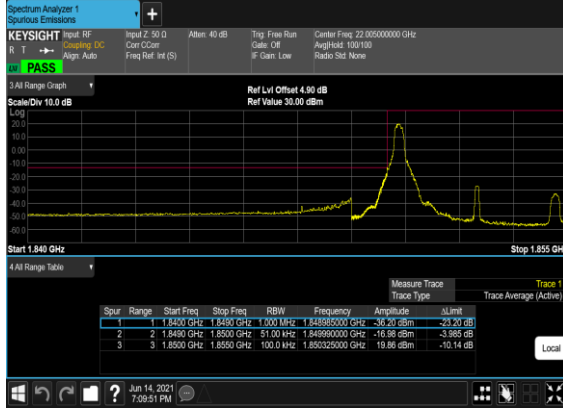 Spectrum Analyzer 1
Spurious Emissions
+
KEYSIGHT Input: RF Input Z: 50 Ω Atten: 40 dB Trig: Free Run Center Freq: 22.005000000 GHz
R T Coupling: DC Corr CCorr Gate: Off Avg|Hold: 100/100
Align: Auto Freq Ref: Int (S) IF Gain: Low Radio Std: None
LXI PASS
3 All Range Graph
Ref Lvl Offset 4.90 dB
Scale/Div 10.0 dB Ref Value 30.00 dBm
Log
20.0
10.0
0.00
-10.0
-20.0
-30.0
-40.0
-50.0
-60.0
Start 1.840 GHz Stop 1.855 GH
4 All Range Table
Measure Trace Trace 1
Trace Type Trace Average (Active)
Spur Range Start Freq Stop Freq RBW Frequency Amplitude ΔLimit
1 1 1.8400 GHz 1.8490 GHz 1.000 MHz 1.848985000 GHz -36.20 dBm -23.20 dB
2 2 1.8490 GHz 1.8500 GHz 51.00 kHz 1.849990000 GHz -16.98 dBm -3.985 dB
3 3 1.8500 GHz 1.8550 GHz 100.0 kHz 1.850325000 GHz 19.86 dBm -10.14 dB
Local
? Jun 14, 2021
7:09:51 PM